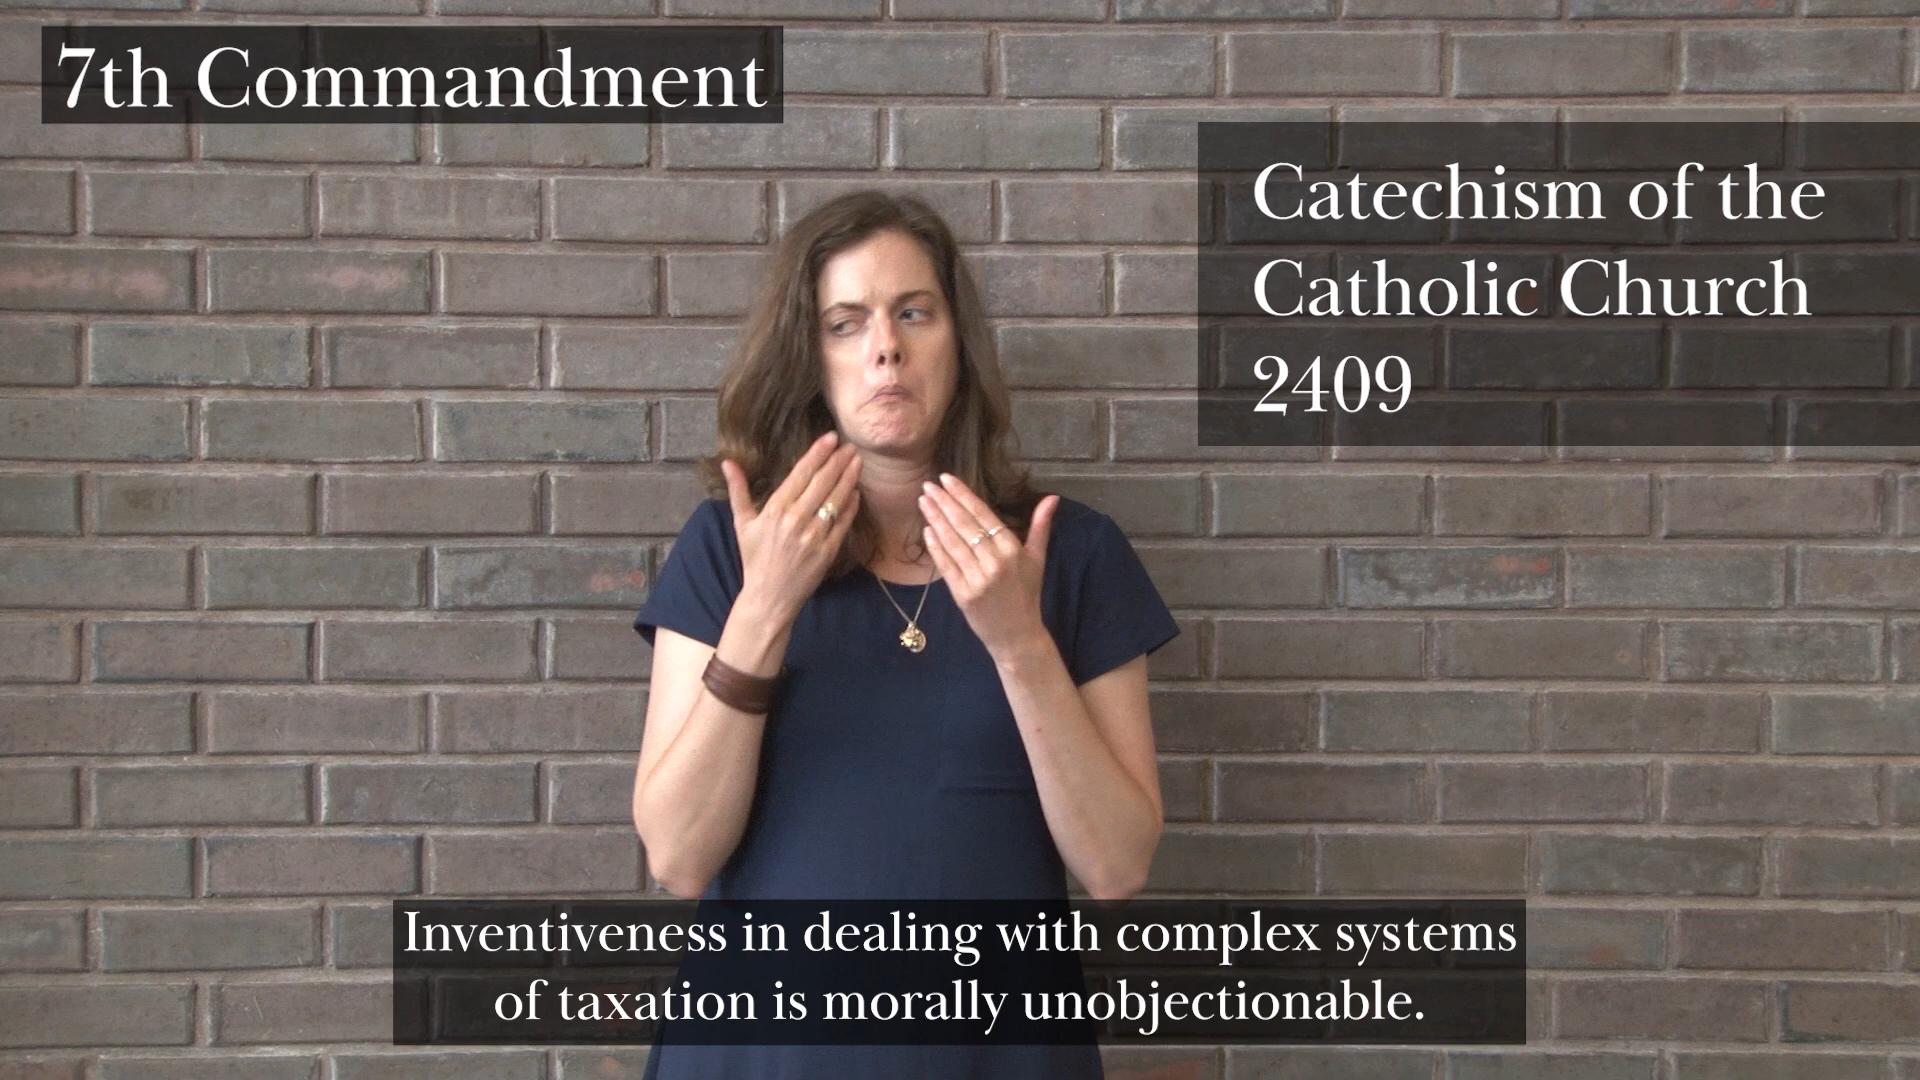 7th Commandment
Catechism of the
Catholic Church
2409
Inventiveness in dealing with complex systems
of taxation is morally unobjectionable.